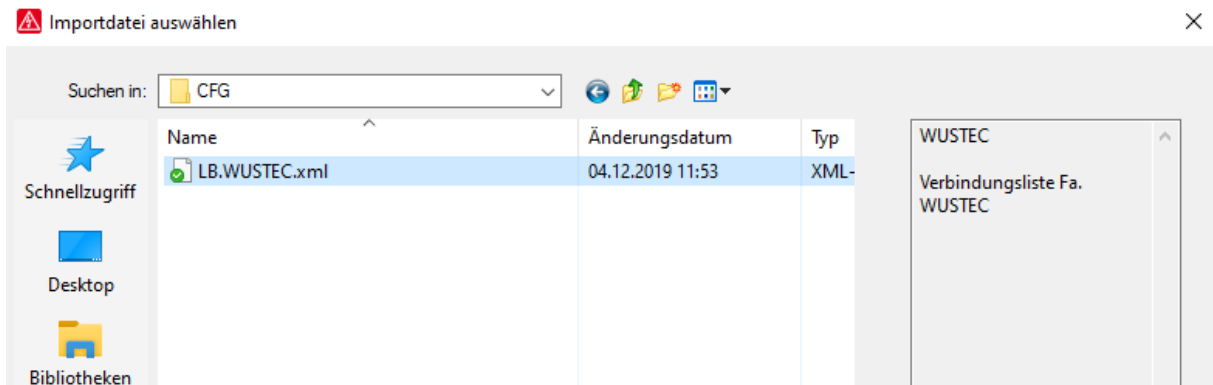 Importdatei auswählen
Suchen in: CFG
Name Änderungsdatum Typ
LB.WUSTEC.xml 04.12.2019 11:53 XML-
Schnellzugriff
Desktop
Bibliotheken
WUSTEC
Verbindungsliste Fa.
WUSTEC